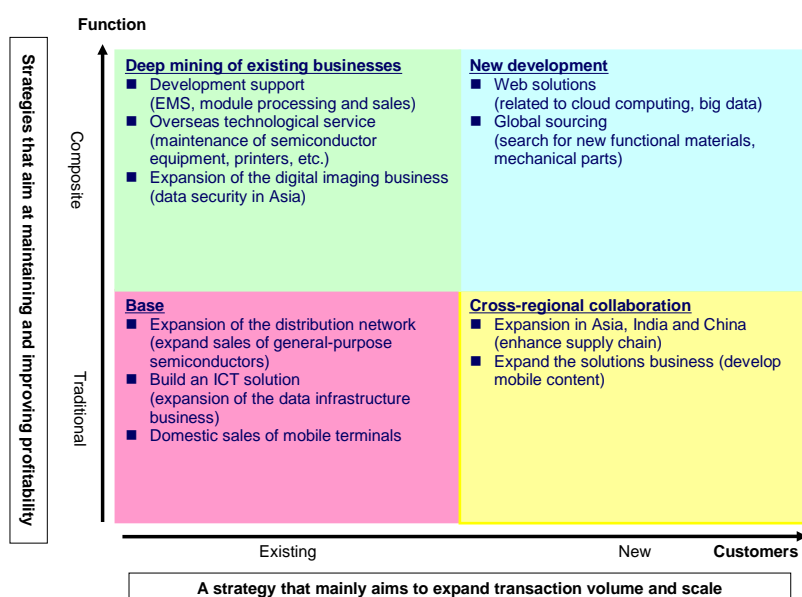 Function
Strategies that aim at maintaining and improving profitability
Composite
Traditional
Deep mining of existing businesses
■ Development support
(EMS, module processing and sales)
■ Overseas technological service
(maintenance of semiconductor
equipment, printers, etc.)
■ Expansion of the digital imaging business
(data security in Asia)
New development
■ Web solutions
(related to cloud computing, big data)
■ Global sourcing
(search for new functional materials,
mechanical parts)
Base
■ Expansion of the distribution network
(expand sales of general-purpose
semiconductors)
■ Build an ICT solution
(expansion of the data infrastructure
business)
■ Domestic sales of mobile terminals
Cross-regional collaboration
■ Expansion in Asia, India and China
(enhance supply chain)
■ Expand the solutions business (develop
mobile content)
Existing
New
Customers
A strategy that mainly aims to expand transaction volume and scale